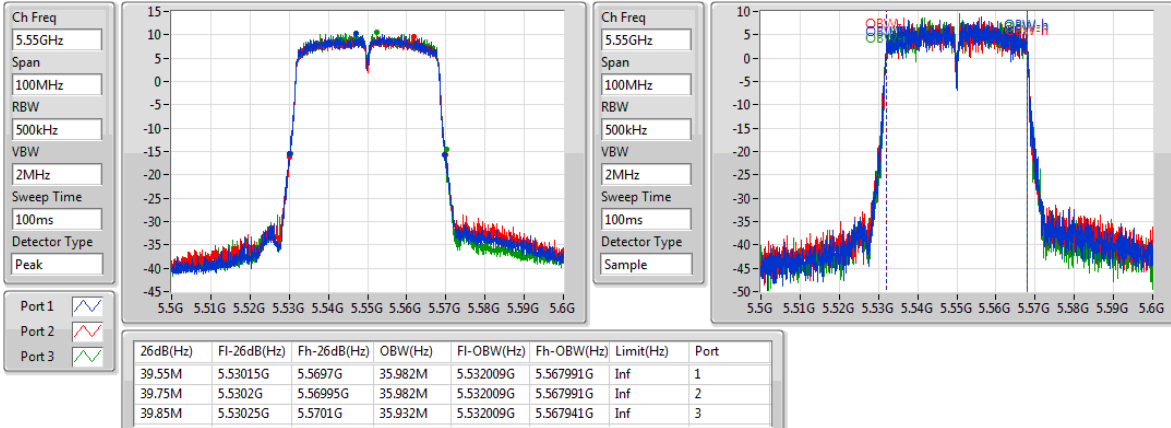 Ch Freq
5.55GHz
Span
100MHz
RBW
500kHz
VBW
2MHz
Sweep Time
100ms
Detector Type
Peak
Port 1
Port 2
Port 3
15
10
5
0
-5
-10
-15
-20
-25
-30
-35
-40
-45
5.5G 5.51G 5.52G 5.53G 5.54G 5.55G 5.56G 5.57G 5.58G 5.59G 5.6G
Ch Freq
5.55GHz
Span
100MHz
RBW
500kHz
VBW
2MHz
Sweep Time
100ms
Detector Type
Sample
10
5
0
-5
-10
-15
-20
-25
-30
-35
-40
-45
-50
OBW-h
OBW-h
5.5G 5.51G 5.52G 5.53G 5.54G 5.55G 5.56G 5.57G 5.58G 5.59G 5.6G
26dB(Hz) Fl-26dB(Hz) Fh-26dB(Hz) OBW(Hz) Fl-OBW(Hz) Fh-OBW(Hz) Limit(Hz) Port
39.55M 5.53015G 5.5697G 35.982M 5.532009G 5.567991G Inf 1
39.75M 5.5302G 5.56995G 35.982M 5.532009G 5.567991G Inf 2
39.85M 5.53025G 5.5701G 35.932M 5.532009G 5.567941G Inf 3